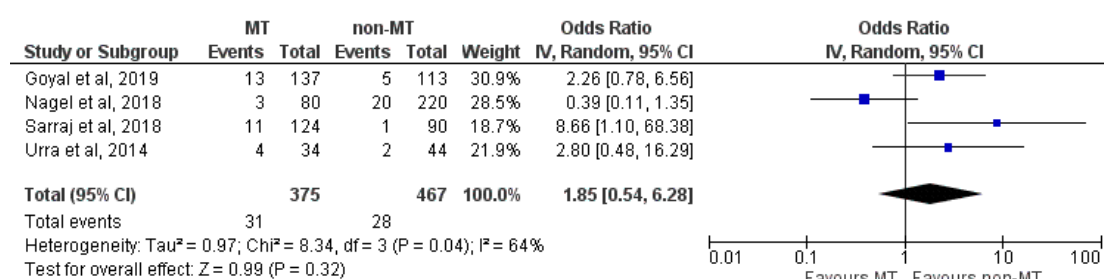 MT non-MT Odds Ratio Odds Ratio
Study or Subgroup Events Total Events Total Weight IV, Random, 95% CI IV, Random, 95% CI
Goyal et al, 2019 13 137 5 113 30.9% 2.26 [0.78, 6.56]
Nagel et al, 2018 3 80 20 220 28.5% 0.39 [0.11, 1.35]
Sarraj et al, 2018 11 124 1 90 18.7% 8.66 [1.10, 68.38]
Urra et al, 2014 4 34 2 44 21.9% 2.80 [0.48, 16.29]
Total (95% CI) 375 467 100.0% 1.85 [0.54, 6.28]
Total events 31 28
Heterogeneity: Tau² = 0.97; Chi² = 8.34, df = 3 (P = 0.04); I² = 64%
Test for overall effect: Z = 0.99 (P = 0.32)
0.01 0.1 1 10 100
Favours MT Favours non-MT